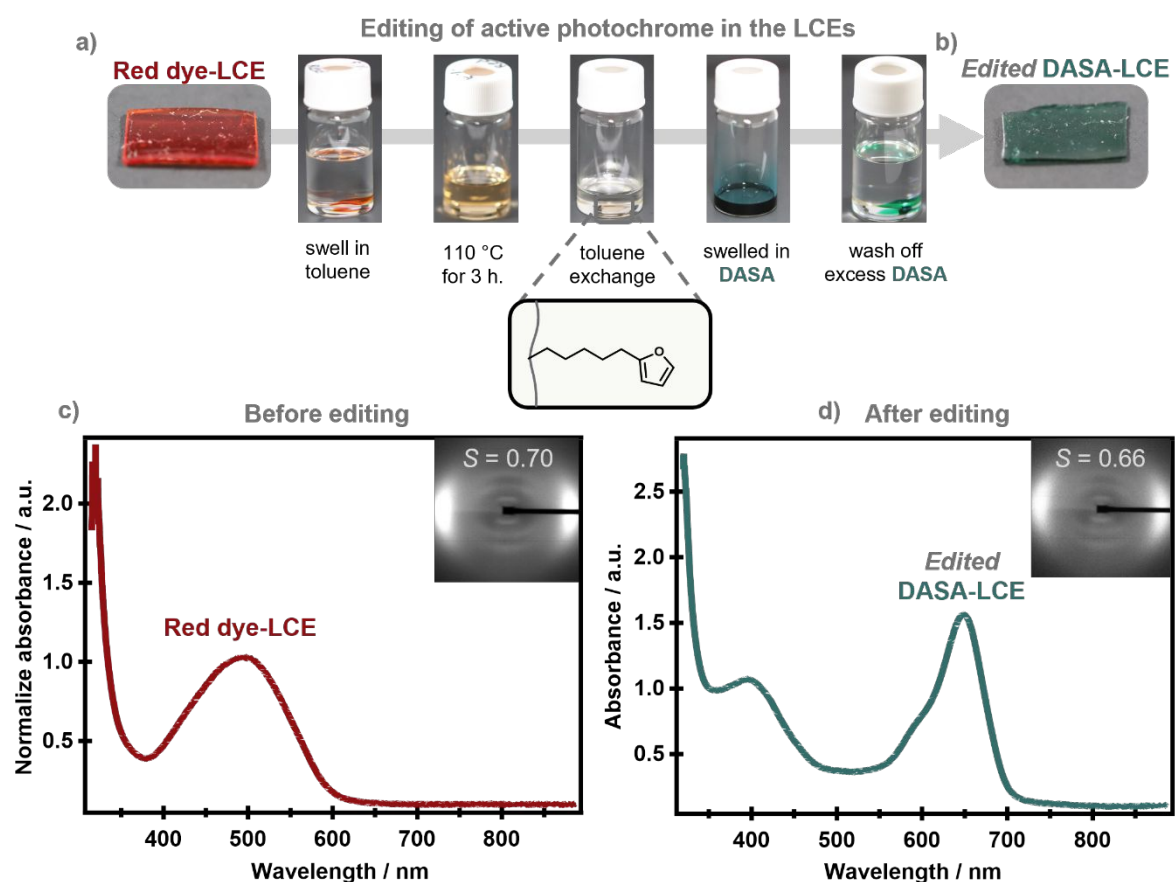 Editing of active photochrome in the LCEs
a)
Red dye-LCE
b)
Edited DASA-LCE
swell in
toluene
110 °C
for 3 h.
toluene
exchange
swelled in
DASA
wash off
excess DASA
O
c)
Before editing
S = 0.70
Red dye-LCE
Normalize absorbance / a.u.
2.0
1.5
1.0
0.5
400
500
600
700
800
Wavelength / nm
d)
After editing
S = 0.66
Edited
DASA-LCE
Absorbance / a.u.
2.5
2.0
1.5
1.0
0.5
400
500
600
700
800
Wavelength / nm